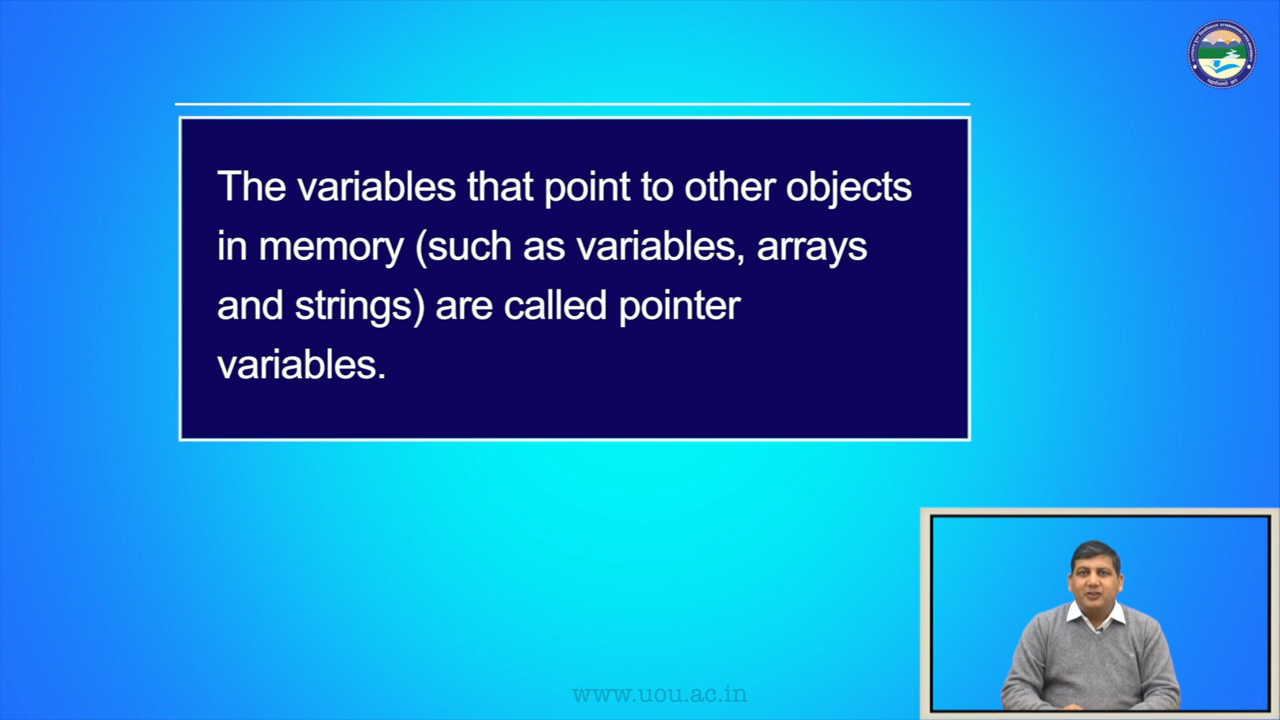 The variables that point to other objects
in memory (such as variables, arrays
and strings) are called pointer
variables.
www.uou.ac.in